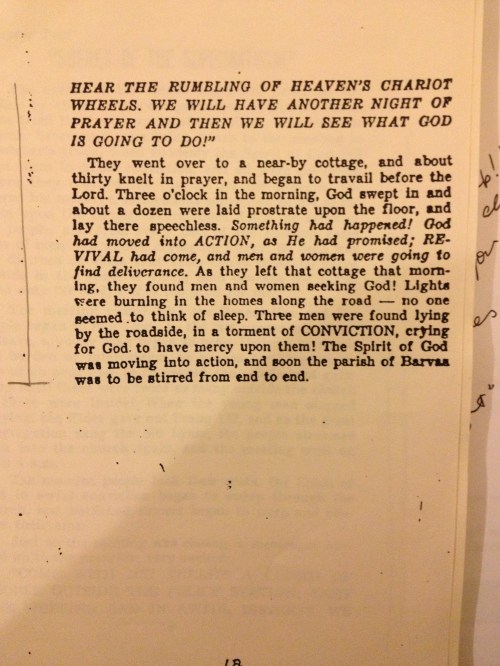 HEAR THE RUMBLING OF HEAVEN'S CHARIOT
WHEELS. WE WILL HAVE ANOTHER NIGHT OF
PRAYER AND THEN WE WILL SEE WHAT GOD
IS GOING TO DO!"
They went over to a near-by cottage, and about
thirty knelt in prayer, and began to travail before the
Lord. Three o'clock in the morning, God swept in and
about a dozen were laid prostrate upon the floor, and
lay there speechless. Something had happened! God
had moved into ACTION, as He had promised; RE-
VIVAL had come, and men and women were going to
find deliverance. As they left that cottage that morn-
ing, they found men and women seeking God! Lights
were burning in the homes along the road — no one
seemed to think of sleep. Three men were found lying
by the roadside, in a torment of CONVICTION, crying
for God to have mercy upon them! The Spirit of God
was moving into action, and soon the parish of Barvas
was to be stirred from end to end.
18